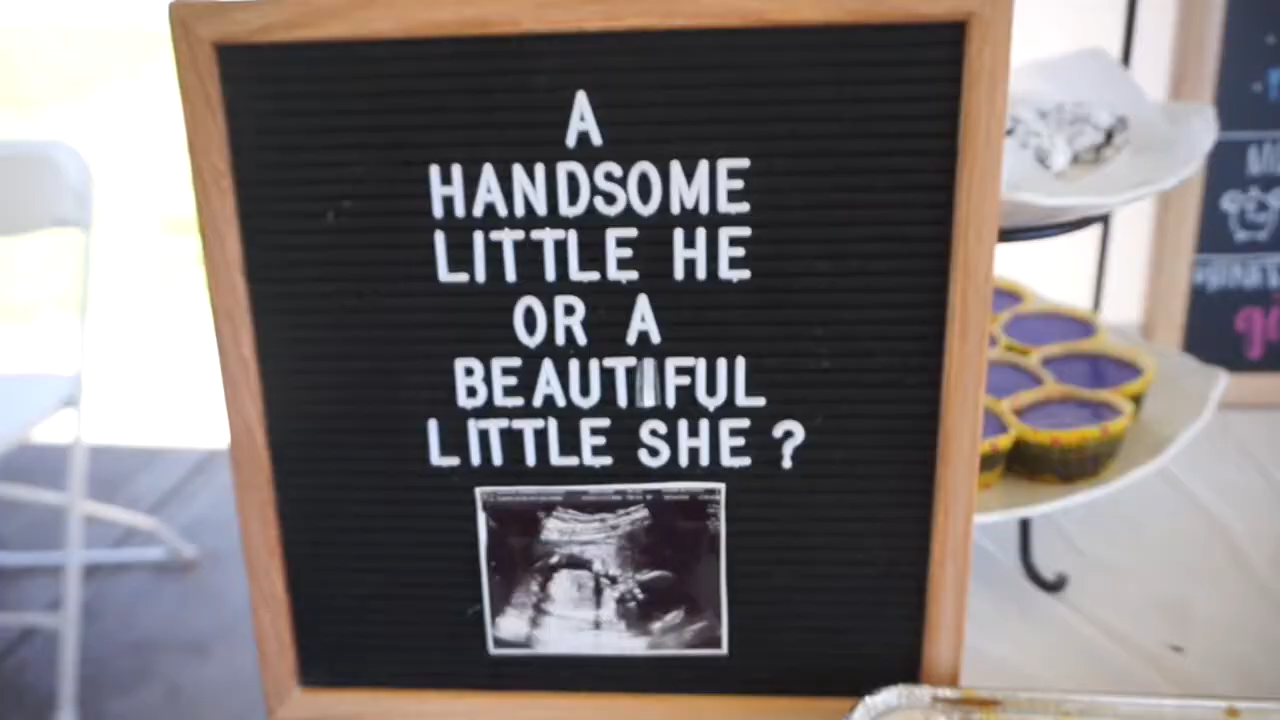 A
HANDSOME
LITTLE HE
OR A
BEAUTIFUL
LITTLE SHE ?